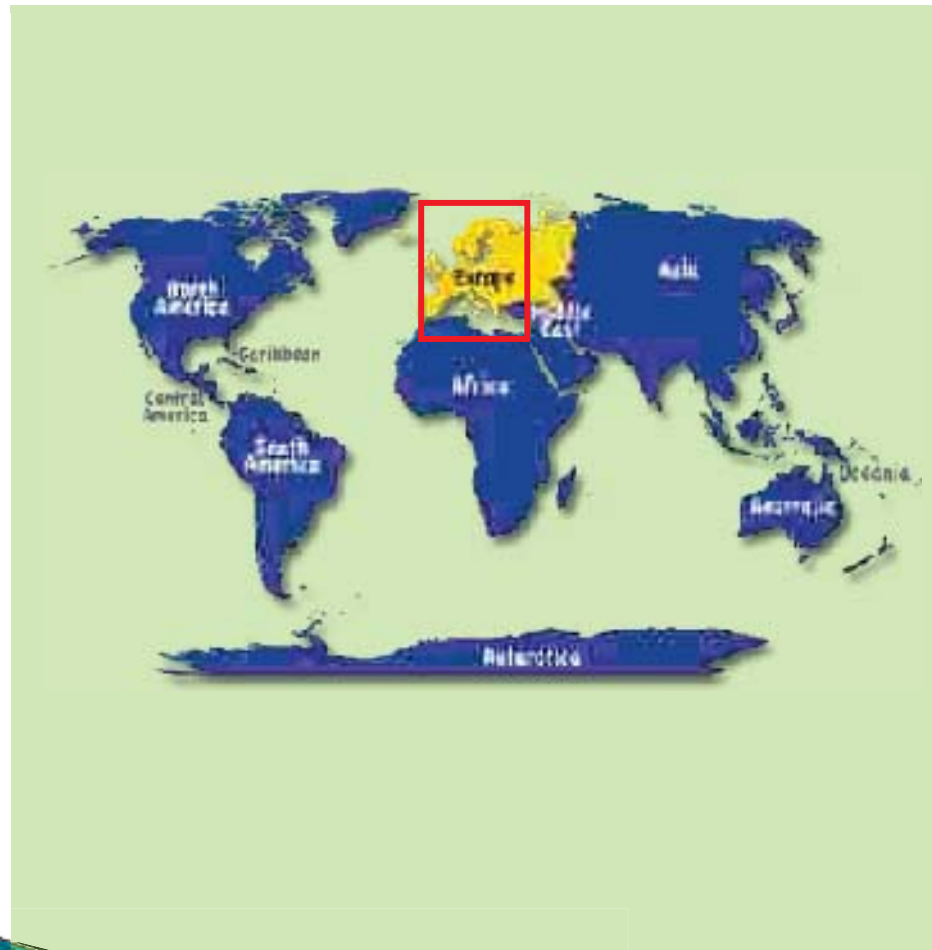 North
America
Caribbean
Central
America
South
America
Europe
Africa
Middle
East
Asia
Oceania
Australia
Antarctica